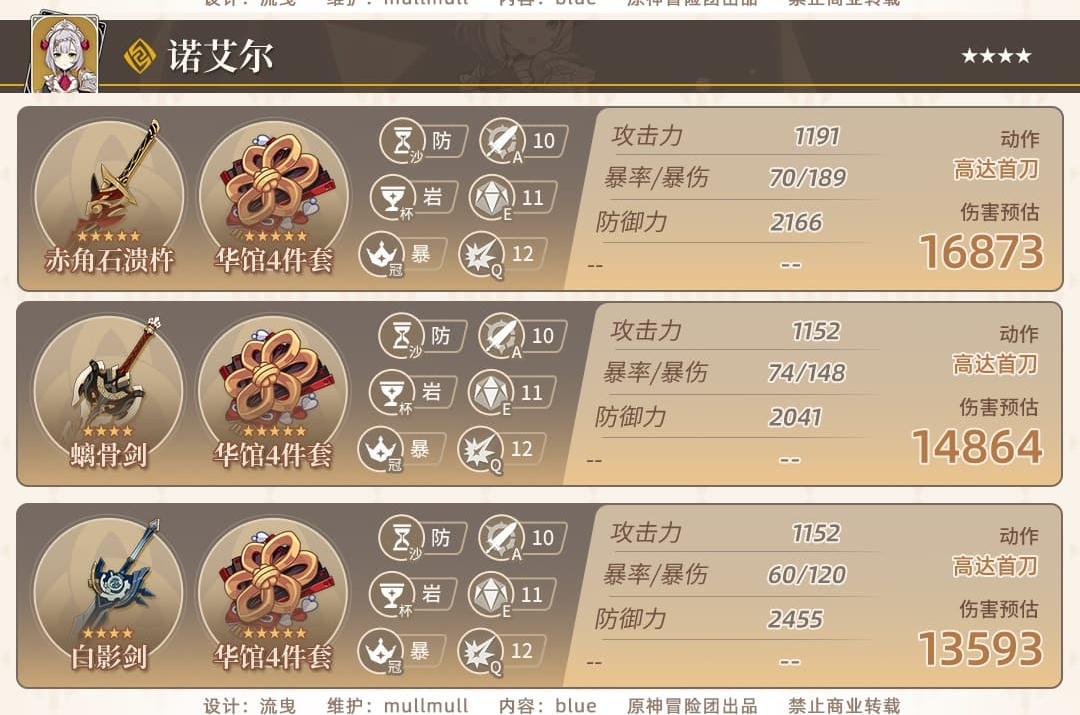 设计：流曳 维护：mullmull 内容：blue 原神冒险团出品 禁止商业转载
诺艾尔
赤角石溃杵
华馆4件套
沙 防 A 10
杯 岩 E 11
冠 暴 Q 12
攻击力 1191
暴率/暴伤 70/189
防御力 2166
-- --
动作
高达首刀
伤害预估
16873
螭骨剑
华馆4件套
沙 防 A 10
杯 岩 E 11
冠 暴 Q 12
攻击力 1152
暴率/暴伤 74/148
防御力 2041
-- --
动作
高达首刀
伤害预估
14864
白影剑
华馆4件套
沙 防 A 10
杯 岩 E 11
冠 暴 Q 12
攻击力 1152
暴率/暴伤 60/120
防御力 2455
-- --
动作
高达首刀
伤害预估
13593
设计：流曳 维护：mullmull 内容：blue 原神冒险团出品 禁止商业转载